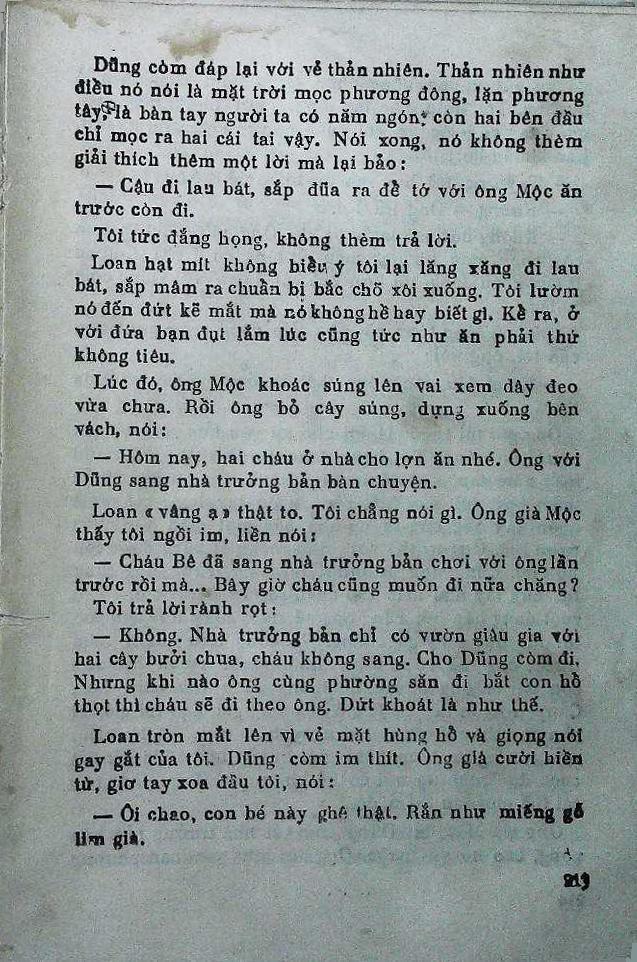 Dũng còm đáp lại với vẻ thản nhiên. Thản nhiên như
điều nó nói là mặt trời mọc phương đông, lặn phương
tây, là bàn tay người ta có năm ngón, còn hai bên đầu
chỉ mọc ra hai cái tai vậy. Nói xong, nó không thèm
giải thích thêm một lời mà lại bảo:
— Cậu đi lau bát, sắp đũa ra để tớ với ông Mộc ăn
trước còn đi.
Tôi tức đắng họng, không thèm trả lời.
Loan hạt mít không hiểu ý tôi lại lăng xăng đi lau
bát, sắp mâm ra chuẩn bị bắc chõ xôi xuống. Tôi lườm
nó đến đứt kẽ mắt mà nó không hề hay biết gì. Kể ra, ở
với đứa bạn đụt lắm lúc cũng tức như ăn phải thứ
không tiêu.
Lúc đó, ông Mộc khoác súng lên vai xem dây đeo
vừa chưa. Rồi ông bỏ cây súng, dựng xuống bên
vách, nói:
— Hôm nay, hai cháu ở nhà cho lợn ăn nhé. Ông với
Dũng sang nhà trưởng bản bàn chuyện.
Loan « vâng ạ » thật to. Tôi chẳng nói gì. Ông già Mộc
thấy tôi ngồi im, liền nói:
— Cháu Bê đã sang nhà trưởng bản chơi với ông lần
trước rồi mà... Bây giờ cháu cũng muốn đi nữa chăng?
Tôi trả lời rành rọt:
— Không. Nhà trưởng bản chỉ có vườn giâu gia với
hai cây bưởi chua, cháu không sang. Cho Dũng còm đi.
Nhưng khi nào ông cùng phường săn đi bắt con hổ
thọt thì cháu sẽ đi theo ông. Dứt khoát là như thế.
Loan tròn mắt lên vì vẻ mặt hùng hổ và giọng nói
gay gắt của tôi. Dũng còm im thít. Ông già cười hiền
từ, giơ tay xoa đầu tôi, nói:
— Ôi chao, con bé này ghê thật. Rắn như miếng gỗ
lim già.